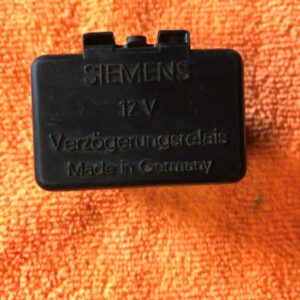 SIEMENS
12 V
Verzögerungsrelais
Made in Germany